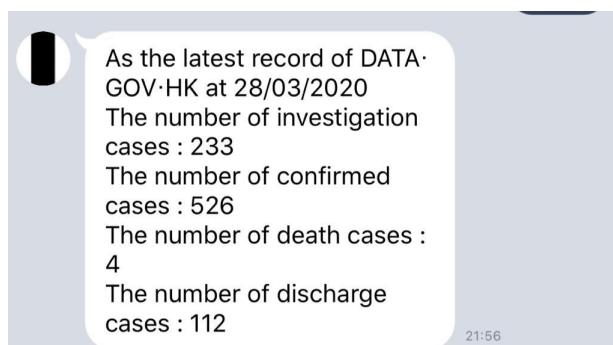 As the latest record of DATA·
GOV·HK at 28/03/2020
The number of investigation
cases : 233
The number of confirmed
cases : 526
The number of death cases :
4
The number of discharge
cases : 112
21:56